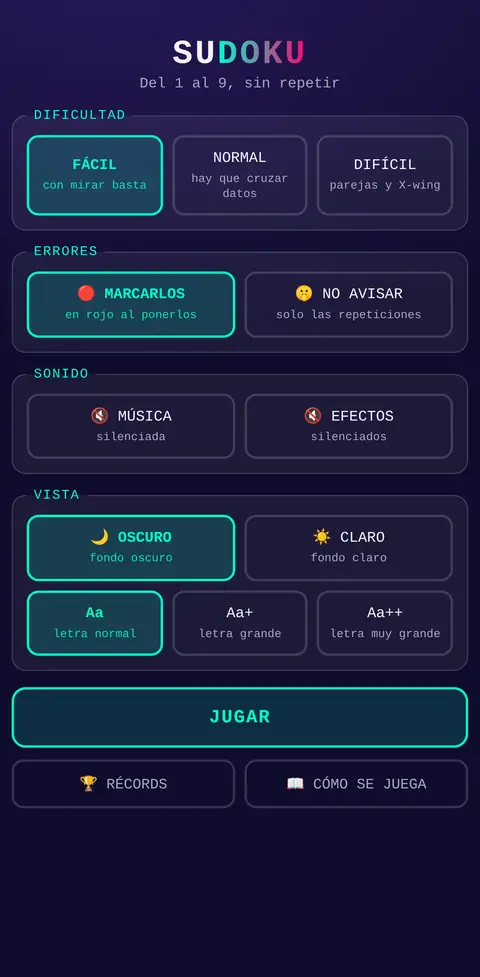 SUDOKU
Del 1 al 9, sin repetir
DIFICULTAD
FÁCIL
con mirar basta
NORMAL
hay que cruzar
datos
DIFÍCIL
parejas y X-wing
ERRORES
MARCARLOS
en rojo al ponerlos
NO AVISAR
solo las repeticiones
SONIDO
MÚSICA
silenciada
EFECTOS
silenciados
VISTA
OSCURO
fondo oscuro
CLARO
fondo claro
Aa
letra normal
Aa+
letra grande
Aa++
letra muy grande
JUGAR
RÉCORDS
CÓMO SE JUEGA